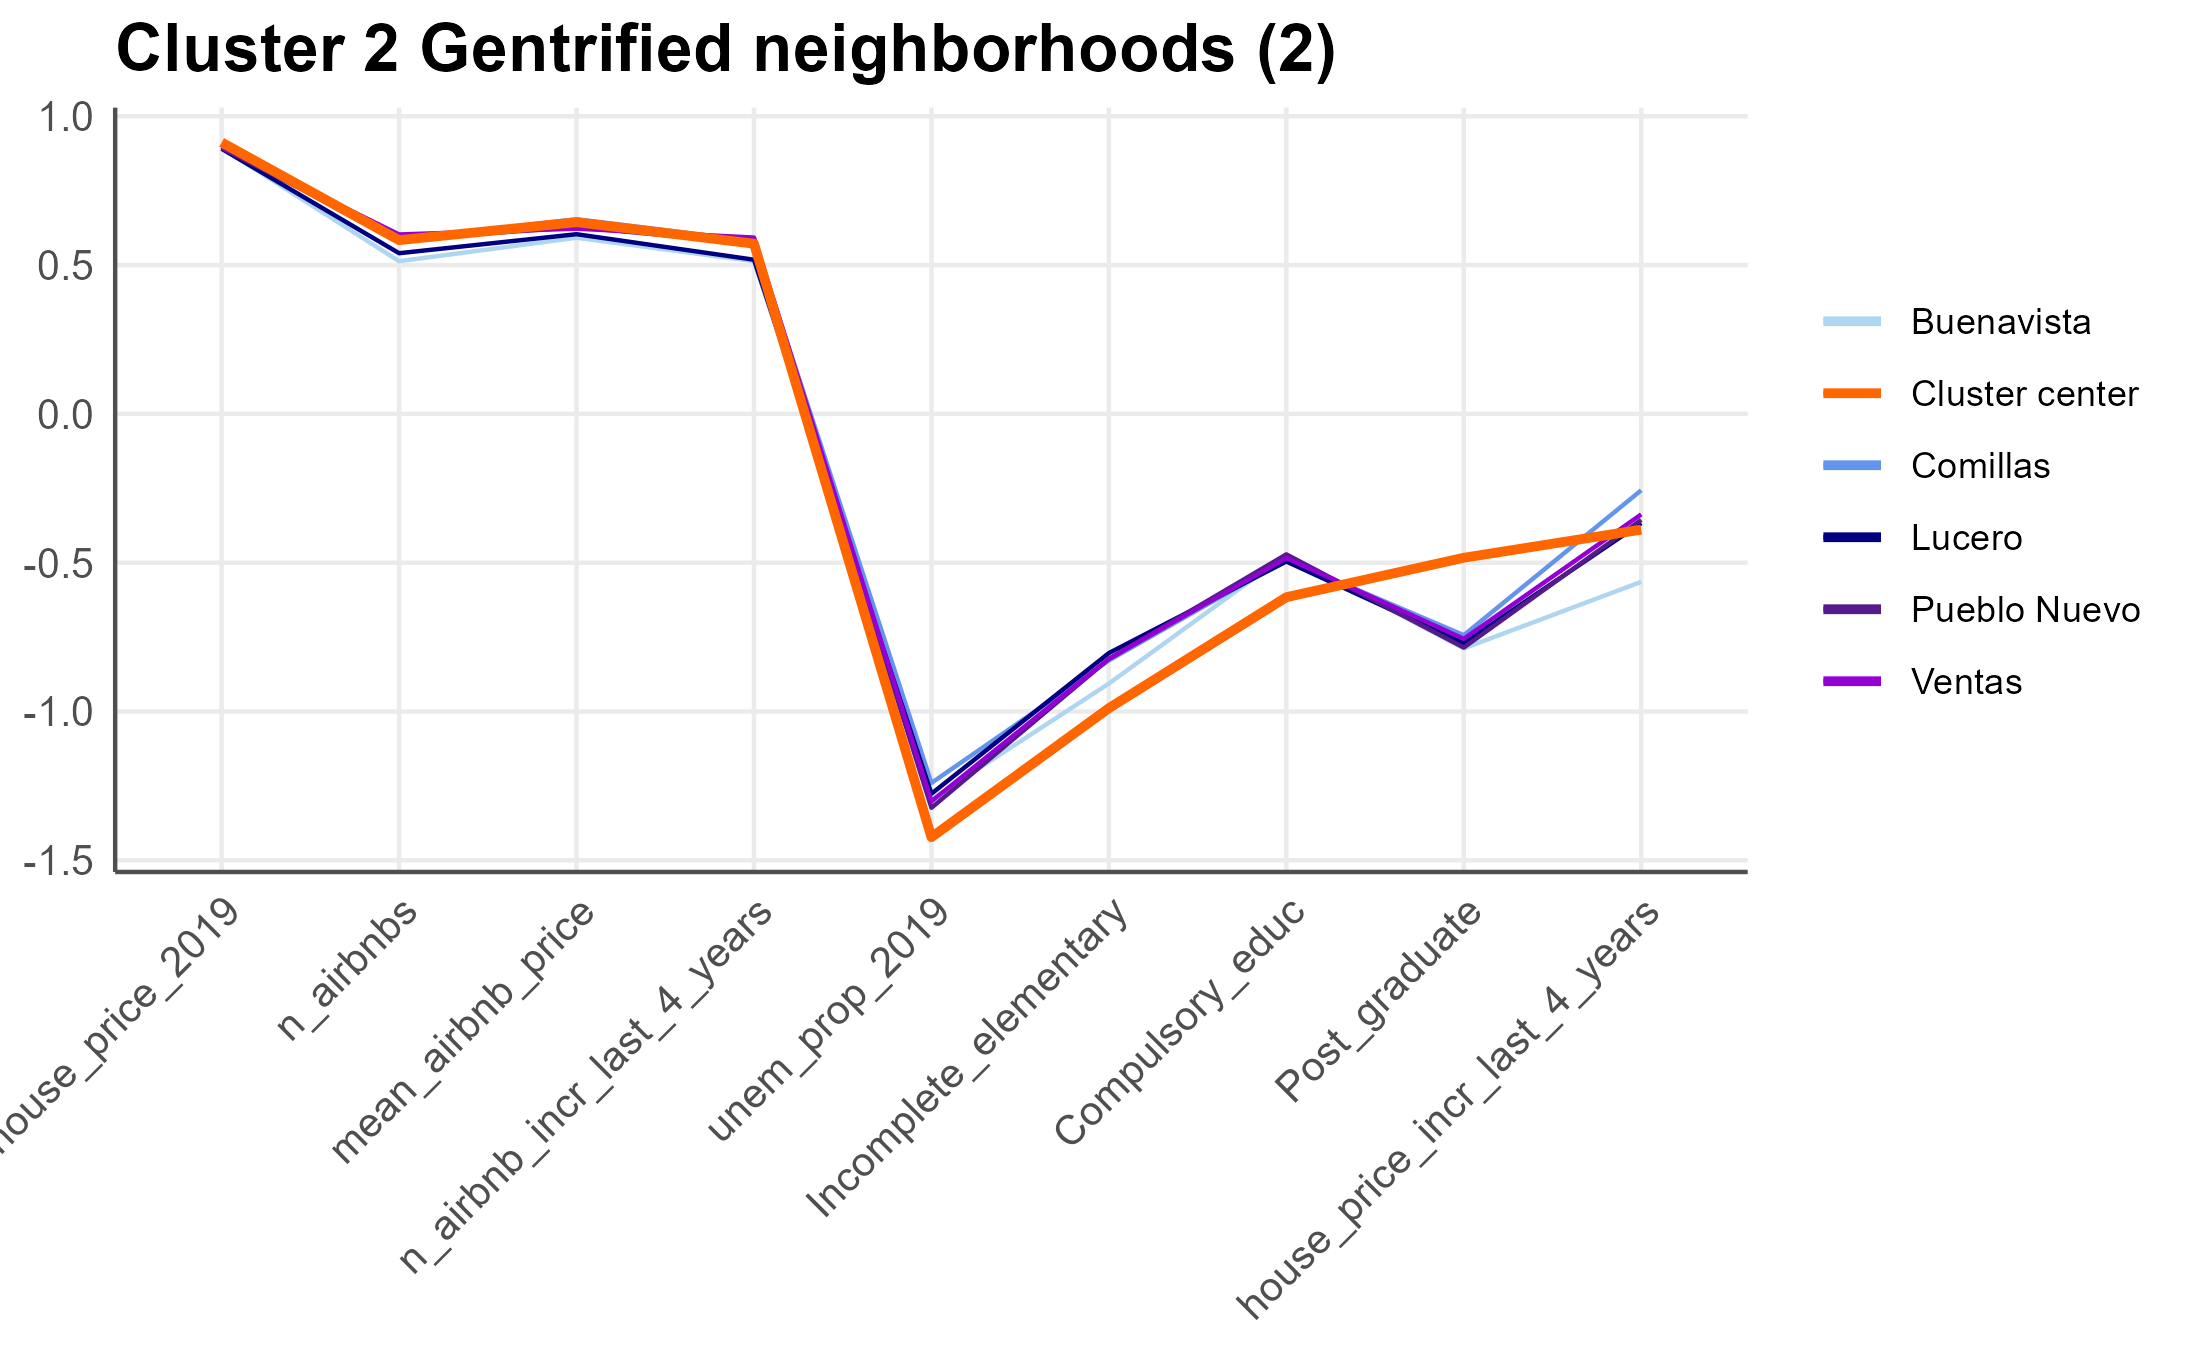 Cluster 2 Gentrified neighborhoods (2)
1.0
0.5
0.0
-0.5
-1.0
-1.5
house_price_2019
n_airbnbs
mean_airbnb_price
n_airbnb_incr_last_4_years
unem_prop_2019
Incomplete_elementary
Compulsory_educ
Post_graduate
house_price_incr_last_4_years
Buenavista
Cluster center
Comillas
Lucero
Pueblo Nuevo
Ventas